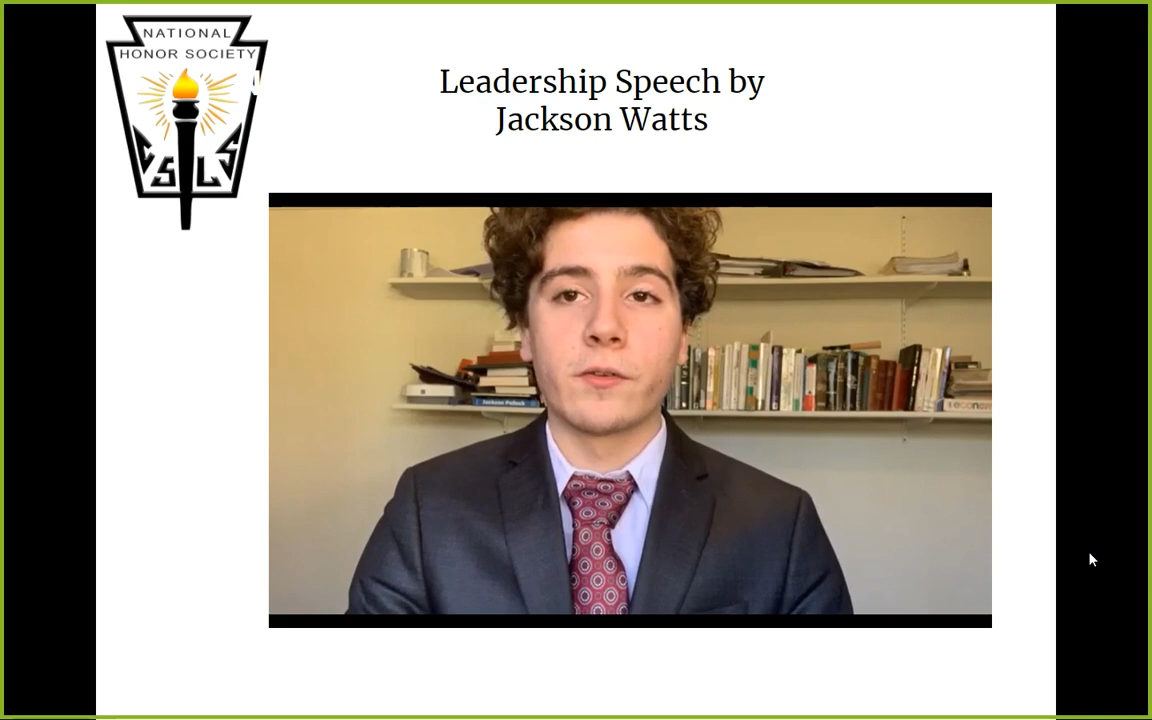 NATIONAL
HONOR SOCIETY
C S L S
Leadership Speech by
Jackson Watts
Jackson Pollock